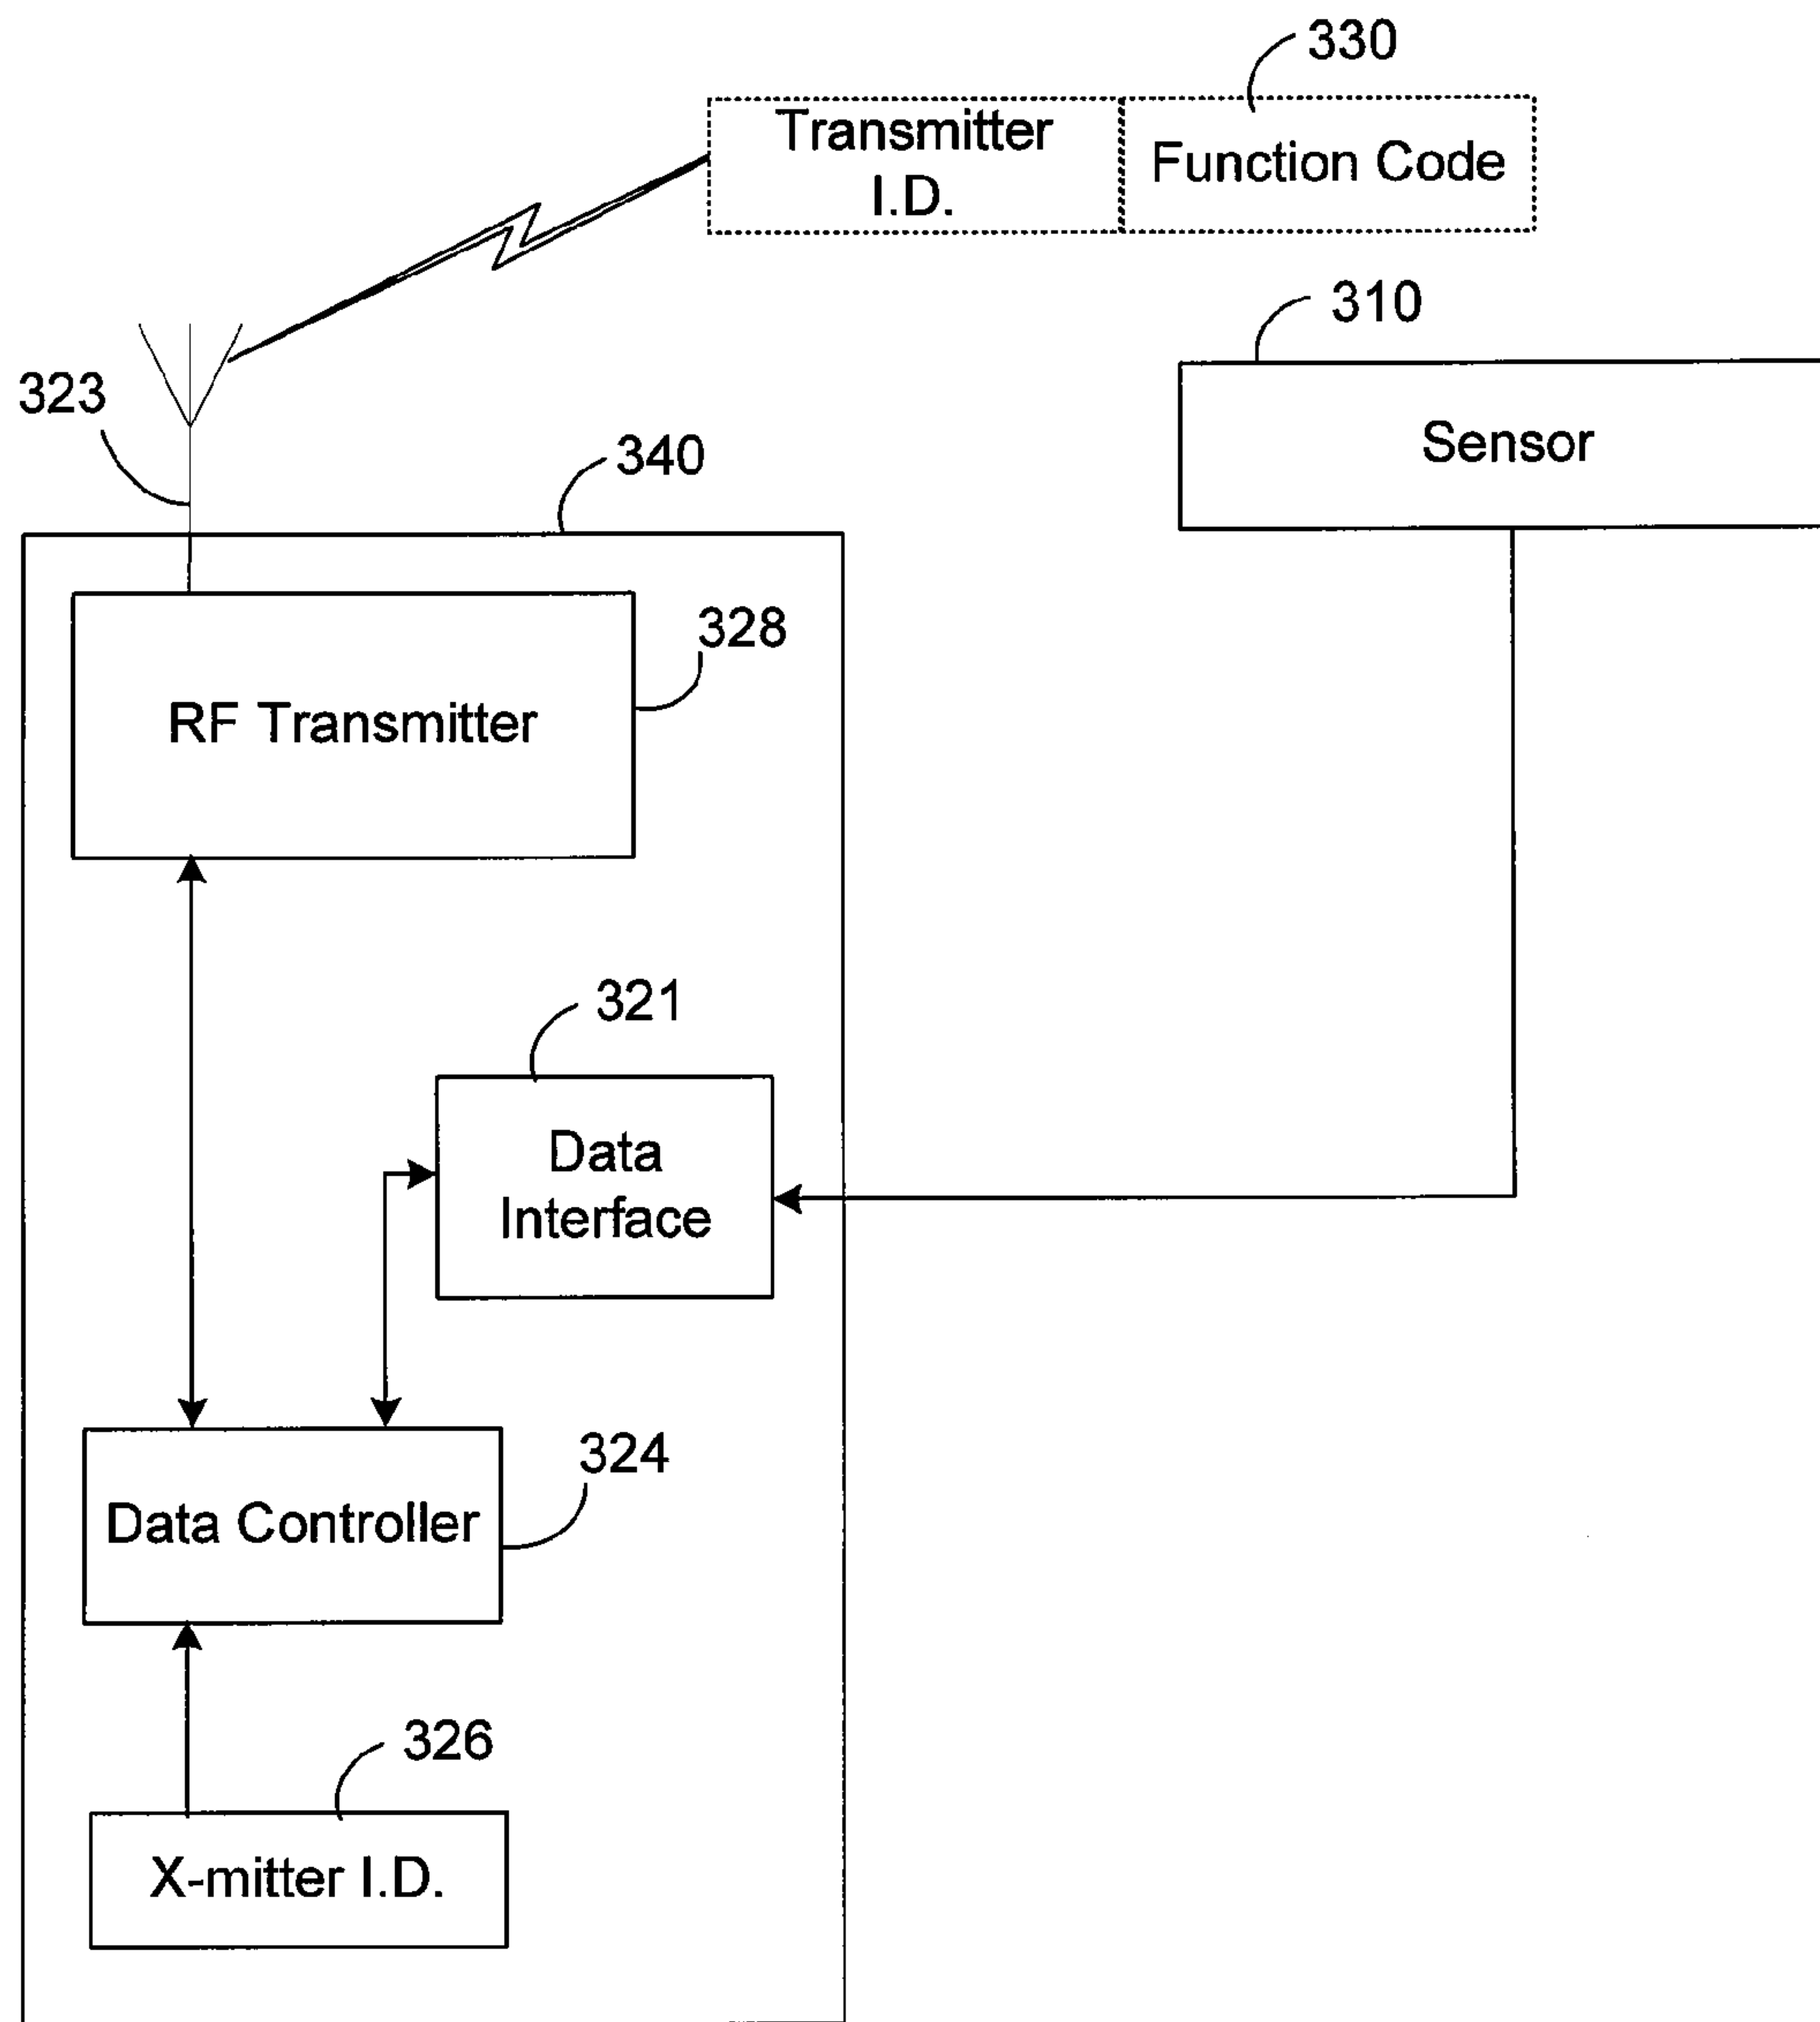 330
Transmitter
I.D.
Function Code
310
Sensor
323
340
RF Transmitter
328
321
Data
Interface
324
Data Controller
326
X-mitter I.D.